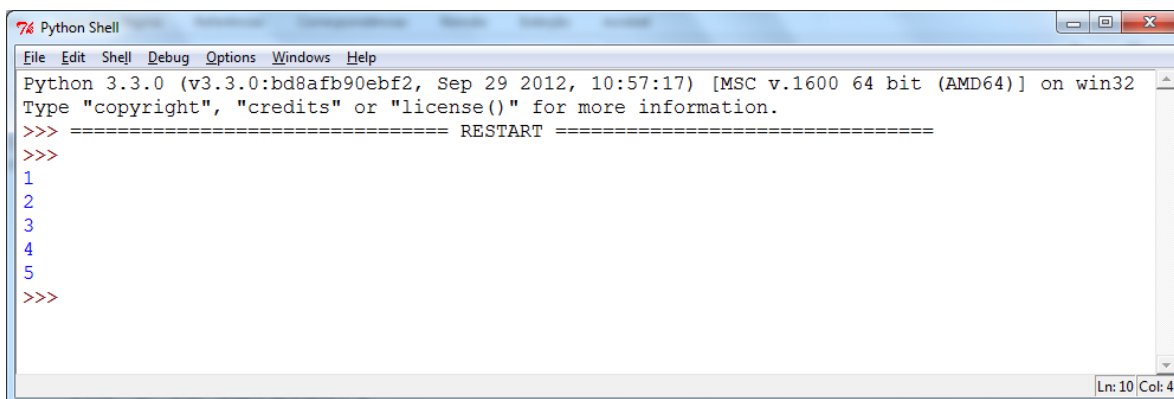 Python Shell
File Edit Shell Debug Options Windows Help
Python 3.3.0 (v3.3.0:bd8afb90ebf2, Sep 29 2012, 10:57:17) [MSC v.1600 64 bit (AMD64)] on win32
Type "copyright", "credits" or "license()" for more information.
>>> ================================ RESTART ================================
>>>
1
2
3
4
5
>>>
Ln: 10 Col: 4